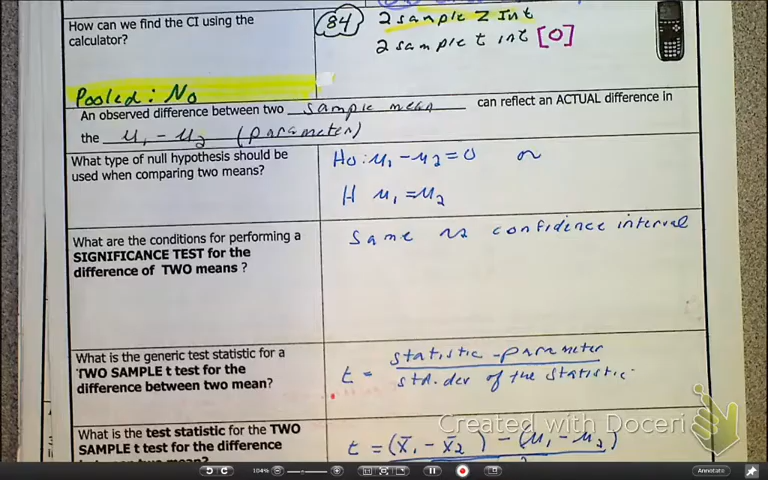 How can we find the CI using the
calculator?
84
2 sample Z Int
2 sample t int [0]
Pooled: No
An observed difference between two sample mean can reflect an ACTUAL difference in
the μ₁ - μ₂ (parameter)
What type of null hypothesis should be
used when comparing two means?
Ho: μ₁ - μ₂ = 0 or
H μ₁ = μ₂
What are the conditions for performing a
SIGNIFICANCE TEST for the
difference of TWO means ?
Same as confidence interval
What is the generic test statistic for a
TWO SAMPLE t test for the
difference between two mean?
t = statistic - parameter
std. dev of the statistic
What is the test statistic for the TWO
SAMPLE t test for the difference
t = (x̄₁ - x̄₂) - (μ₁ - μ₂)
Created with Doceri
104%
Annotate